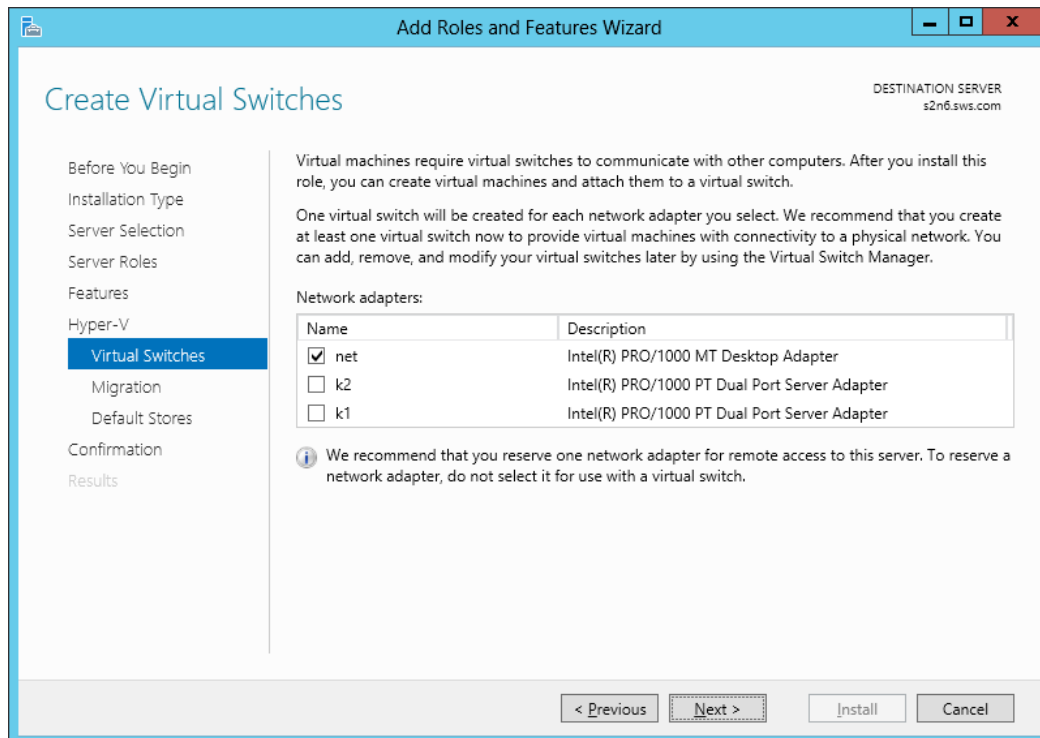 Add Roles and Features Wizard
Create Virtual Switches
DESTINATION SERVER
s2n6.sws.com
Before You Begin
Installation Type
Server Selection
Server Roles
Features
Hyper-V
Virtual Switches
Migration
Default Stores
Confirmation
Results
Virtual machines require virtual switches to communicate with other computers. After you install this
role, you can create virtual machines and attach them to a virtual switch.
One virtual switch will be created for each network adapter you select. We recommend that you create
at least one virtual switch now to provide virtual machines with connectivity to a physical network. You
can add, remove, and modify your virtual switches later by using the Virtual Switch Manager.
Network adapters:
Name Description
net Intel(R) PRO/1000 MT Desktop Adapter
k2 Intel(R) PRO/1000 PT Dual Port Server Adapter
k1 Intel(R) PRO/1000 PT Dual Port Server Adapter
We recommend that you reserve one network adapter for remote access to this server. To reserve a
network adapter, do not select it for use with a virtual switch.
< Previous Next > Install Cancel